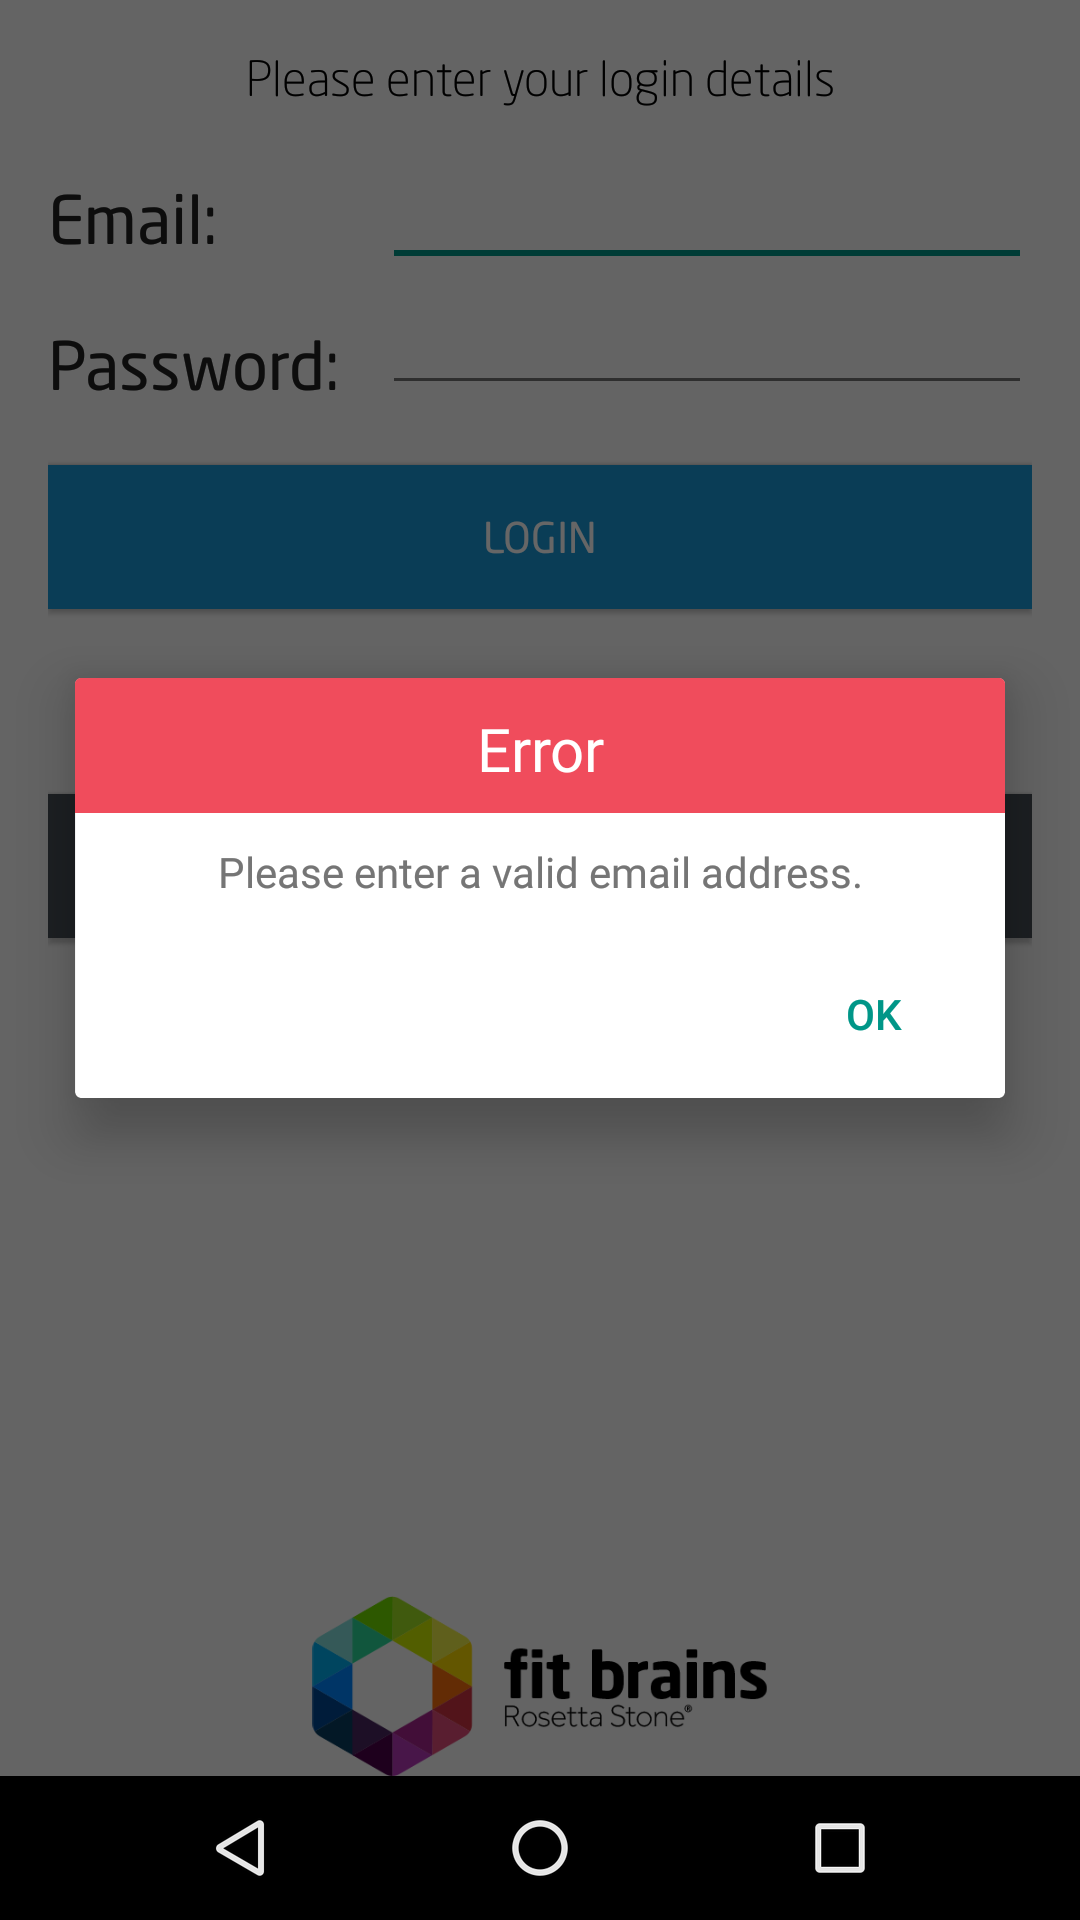 Please enter your login details
Email:
Password:
LOGIN
Error
Please enter a valid email address.
OK
fit brains
Rosetta Stone®